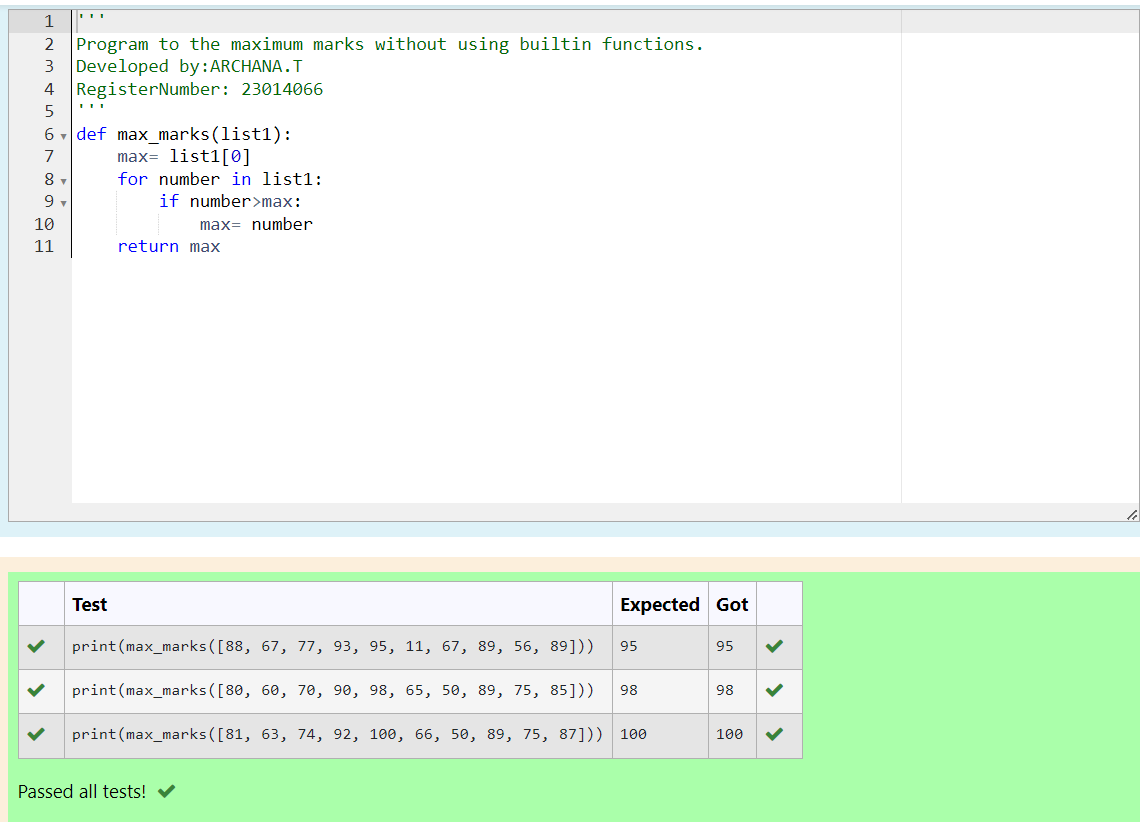 1 '''
2 Program to the maximum marks without using builtin functions.
3 Developed by:ARCHANA.T
4 RegisterNumber: 23014066
5 '''
6 def max_marks(list1):
7     max= list1[0]
8     for number in list1:
9         if number>max:
10             max= number
11     return max
Test Expected Got
print(max_marks([88, 67, 77, 93, 95, 11, 67, 89, 56, 89])) 95 95
print(max_marks([80, 60, 70, 90, 98, 65, 50, 89, 75, 85])) 98 98
print(max_marks([81, 63, 74, 92, 100, 66, 50, 89, 75, 87])) 100 100
Passed all tests!